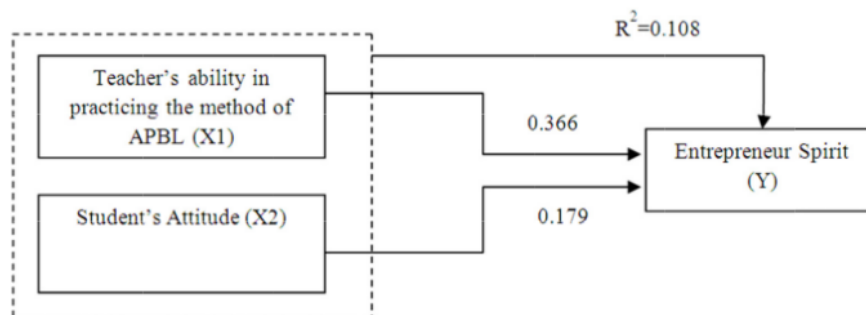 R²=0.108
Teacher's ability in
practicing the method of
APBL (X1)
0.366
Entrepreneur Spirit
(Y)
Student's Attitude (X2)
0.179